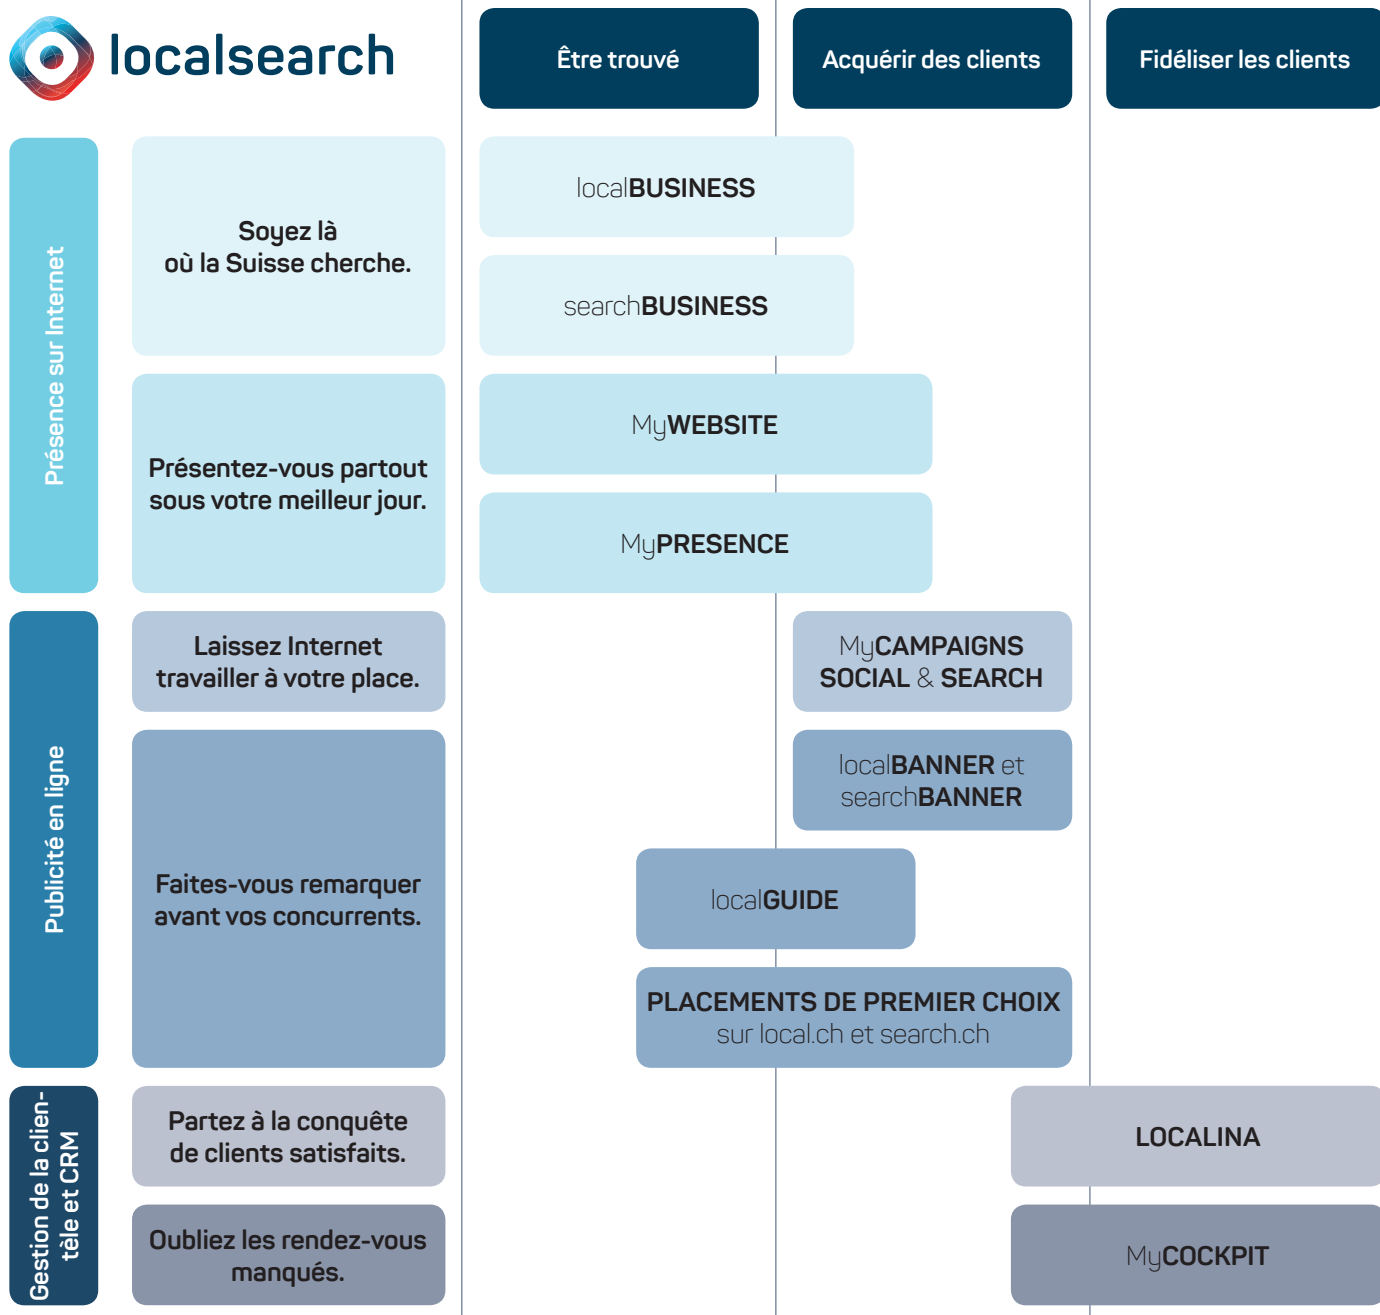 localsearch
Être trouvé
Acquérir des clients
Fidéliser les clients
Présence sur Internet
Soyez là
où la Suisse cherche.
localBUSINESS
searchBUSINESS
Présentez-vous partout
sous votre meilleur jour.
MyWEBSITE
MyPRESENCE
Publicité en ligne
Laissez Internet
travailler à votre place.
MyCAMPAIGNS
SOCIAL & SEARCH
Faites-vous remarquer
avant vos concurrents.
localBANNER et
searchBANNER
localGUIDE
PLACEMENTS DE PREMIER CHOIX
sur local.ch et search.ch
Gestion de la clien-
tèle et CRM
Partez à la conquête
de clients satisfaits.
LOCALINA
Oubliez les rendez-vous
manqués.
MyCOCKPIT